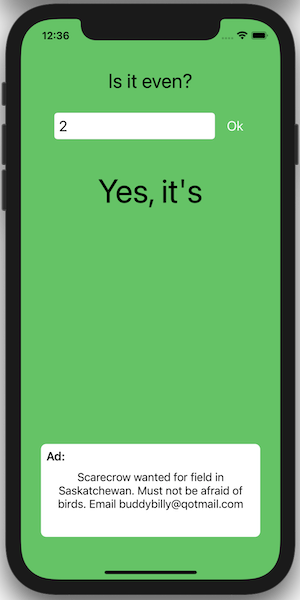 12:36
Is it even?
2
Ok
Yes, it's
Ad:
Scarecrow wanted for field in
Saskatchewan. Must not be afraid of
birds. Email buddybilly@qotmail.com